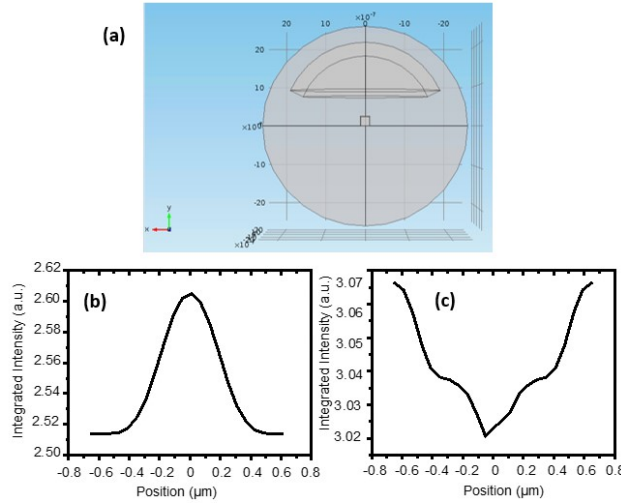 (a)
20 10 0 -10 -20 ×10⁻⁷
20
10
0
-10
-20
y
x
(b)
Integrated Intensity (a.u.)
2.62
2.60
2.58
2.56
2.54
2.52
2.50
-0.8 -0.6 -0.4 -0.2 0 0.2 0.4 0.6 0.8
Position (µm)
(c)
Integrated Intensity (a.u.)
3.07
3.06
3.05
3.04
3.03
3.02
-0.8 -0.6 -0.4 -0.2 0 0.2 0.4 0.6 0.8
Position (µm)